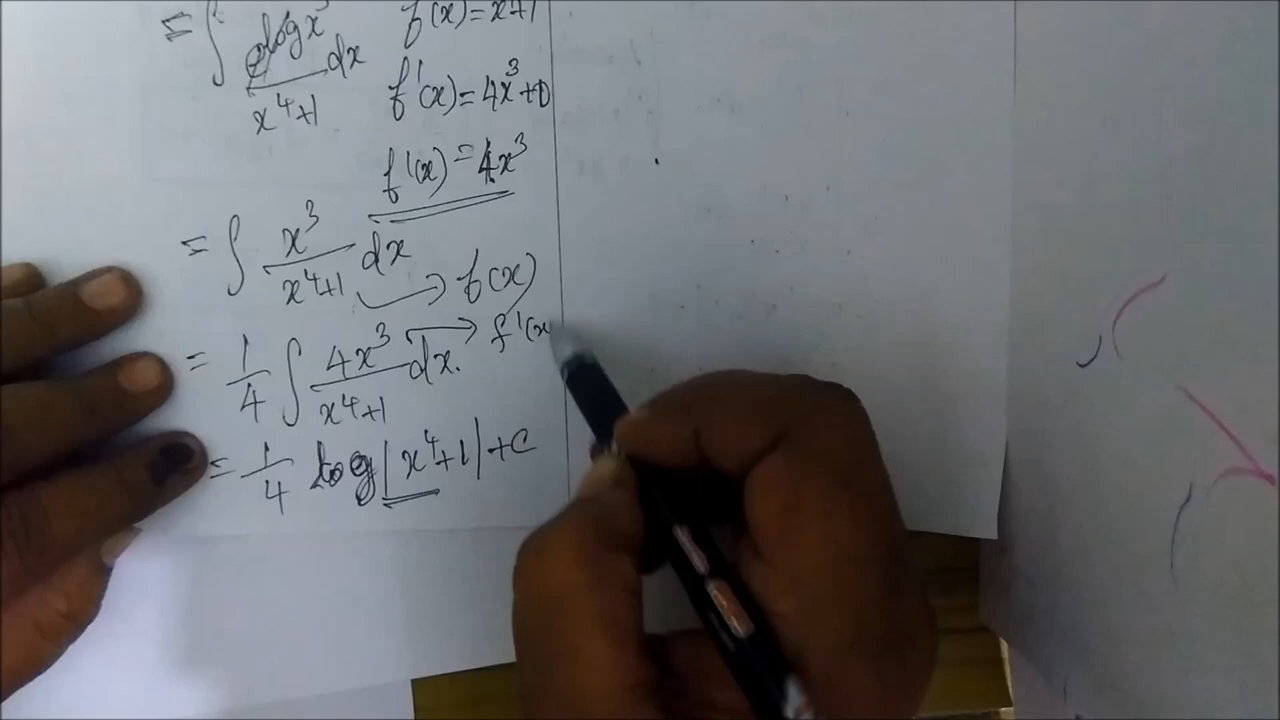 = ∫ e^log x³ / x⁴+1 dx f(x) = x⁴+1
f'(x) = 4x³+0
f'(x) = 4x³
= ∫ x³ / x⁴+1 dx → f(x)
= 1/4 ∫ 4x³ / x⁴+1 dx. → f'(x
= 1/4 log |x⁴+1| + C